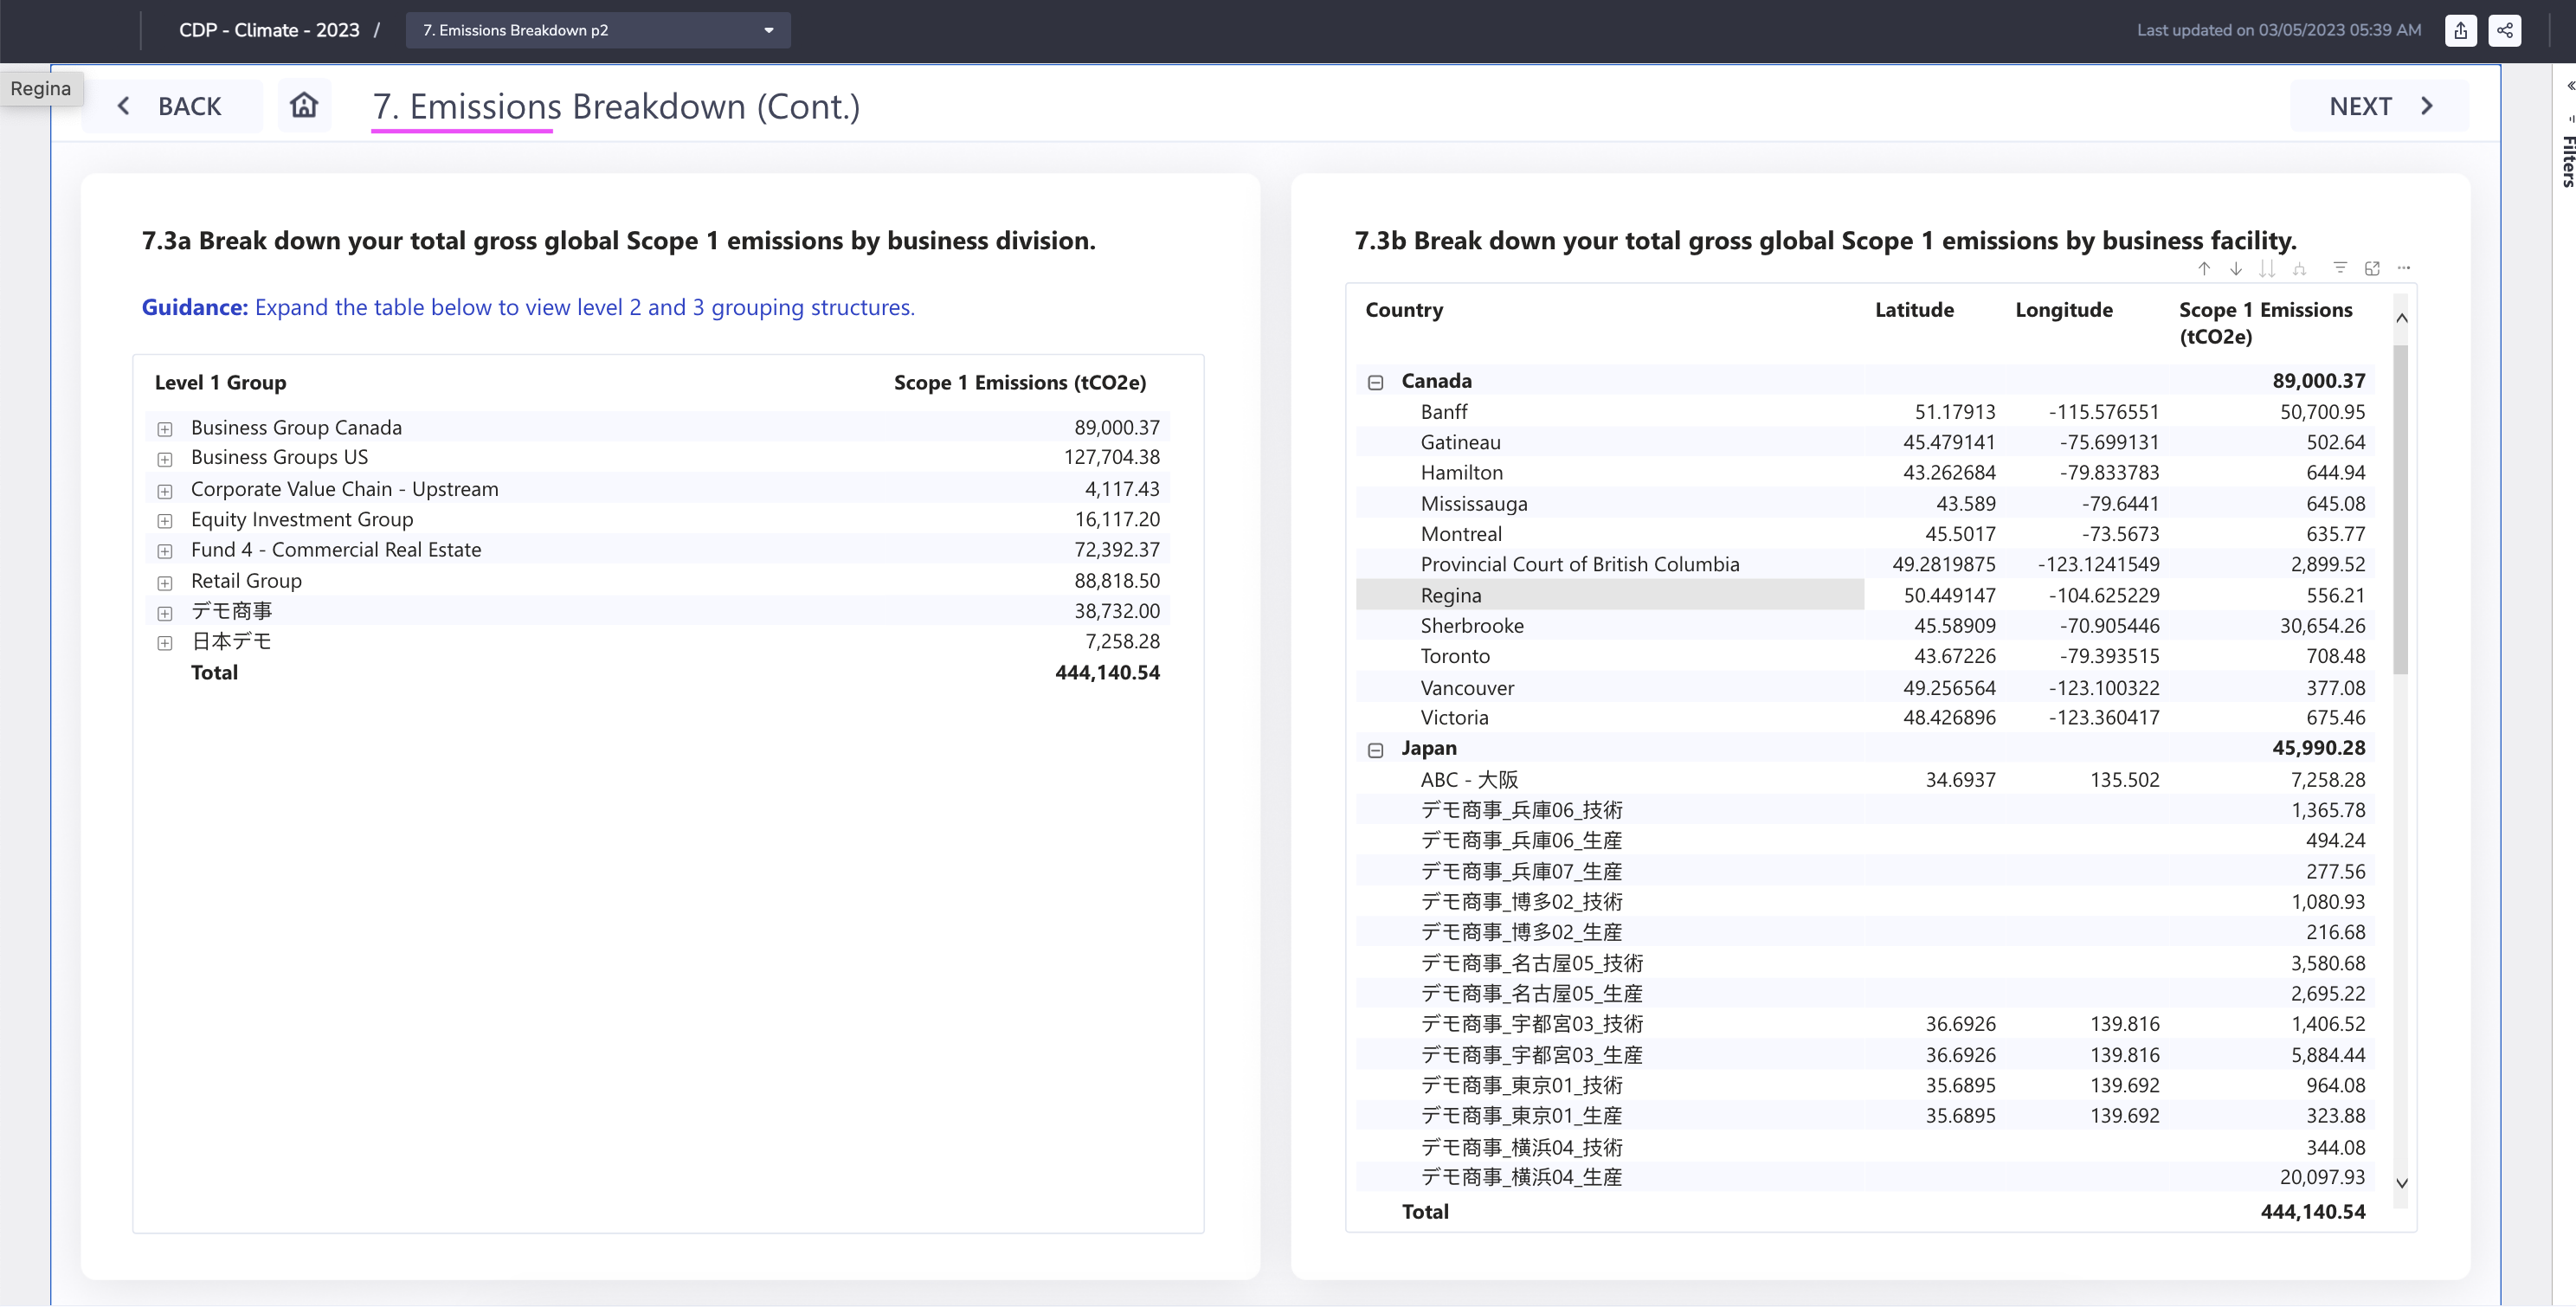 CDP - Climate - 2023 / 7. Emissions Breakdown p2 Last updated on 03/05/2023 05:39 AM
Regina
BACK 7. Emissions Breakdown (Cont.) NEXT
Filters
7.3a Break down your total gross global Scope 1 emissions by business division.
Guidance: Expand the table below to view level 2 and 3 grouping structures.
Level 1 Group Scope 1 Emissions (tCO2e)
Business Group Canada 89,000.37
Business Groups US 127,704.38
Corporate Value Chain - Upstream 4,117.43
Equity Investment Group 16,117.20
Fund 4 - Commercial Real Estate 72,392.37
Retail Group 88,818.50
デモ商事 38,732.00
日本デモ 7,258.28
Total 444,140.54
7.3b Break down your total gross global Scope 1 emissions by business facility.
Country Latitude Longitude Scope 1 Emissions
(tCO2e)
Canada 89,000.37
Banff 51.17913 -115.576551 50,700.95
Gatineau 45.479141 -75.699131 502.64
Hamilton 43.262684 -79.833783 644.94
Mississauga 43.589 -79.6441 645.08
Montreal 45.5017 -73.5673 635.77
Provincial Court of British Columbia 49.2819875 -123.1241549 2,899.52
Regina 50.449147 -104.625229 556.21
Sherbrooke 45.58909 -70.905446 30,654.26
Toronto 43.67226 -79.393515 708.48
Vancouver 49.256564 -123.100322 377.08
Victoria 48.426896 -123.360417 675.46
Japan 45,990.28
ABC - 大阪 34.6937 135.502 7,258.28
デモ商事_兵庫06_技術 1,365.78
デモ商事_兵庫06_生産 494.24
デモ商事_兵庫07_生産 277.56
デモ商事_博多02_技術 1,080.93
デモ商事_博多02_生産 216.68
デモ商事_名古屋05_技術 3,580.68
デモ商事_名古屋05_生産 2,695.22
デモ商事_宇都宮03_技術 36.6926 139.816 1,406.52
デモ商事_宇都宮03_生産 36.6926 139.816 5,884.44
デモ商事_東京01_技術 35.6895 139.692 964.08
デモ商事_東京01_生産 35.6895 139.692 323.88
デモ商事_横浜04_技術 344.08
デモ商事_横浜04_生産 20,097.93
Total 444,140.54